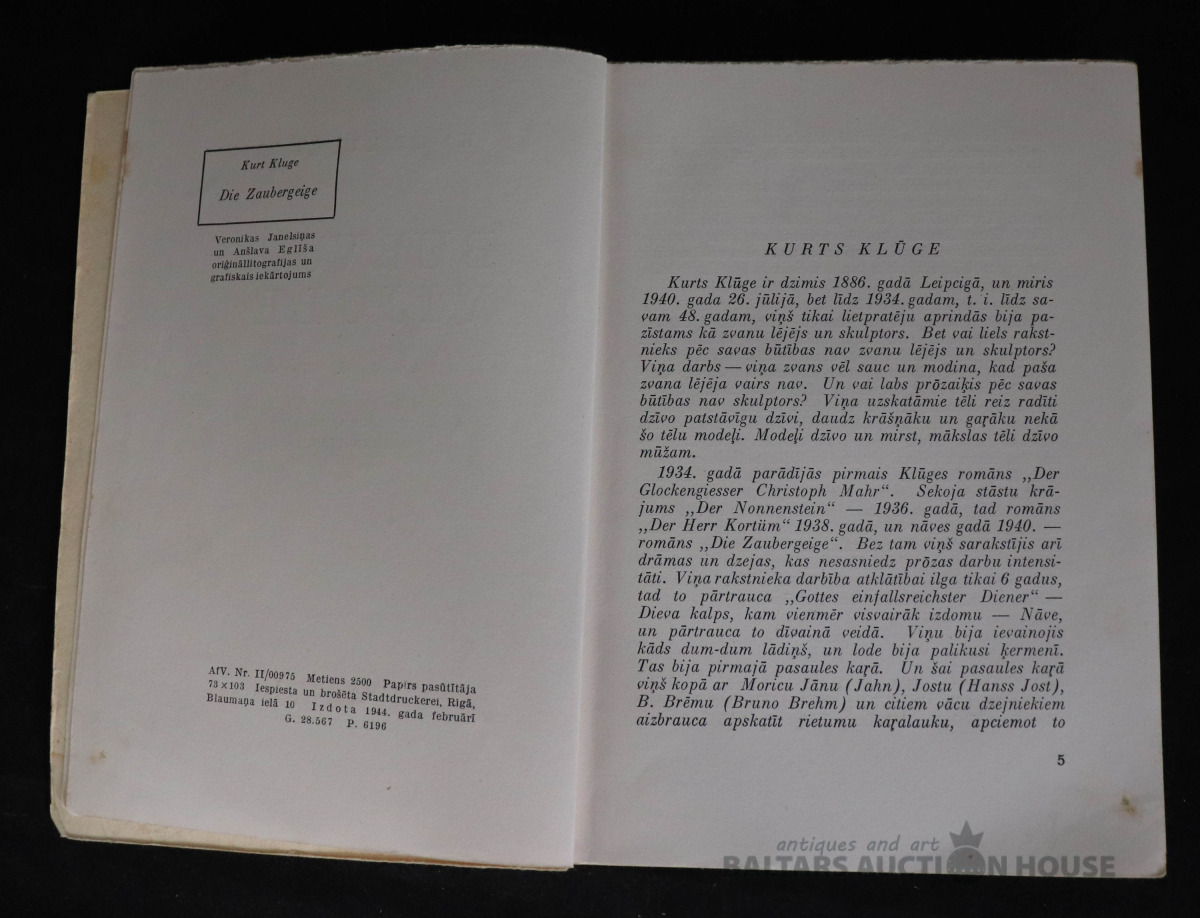 Kurt Kluge
Die Zaubergeige
Veronikas Janelsiņas
un Anšlava Eglīša
oriģināllitografijas un
grafiskais iekārtojums
AfV. Nr. II/00975 Metiens 2500 Papīrs pasūtītāja
73×103 Iespiesta un brošēta Stadtdruckerei, Rīgā,
Blaumaņa ielā 10 Izdota 1944. gada februārī
G. 28.567 P. 6196
KURTS KLŪGE
Kurts Klūge ir dzimis 1886. gadā Leipcigā, un miris
1940. gada 26. jūlijā, bet līdz 1934. gadam, t. i. līdz sa-
vam 48. gadam, viņš tikai lietpratēju aprindās bija pa-
zīstams kā zvanu lējējs un skulptors. Bet vai liels rakst-
nieks pēc savas būtības nav zvanu lējējs un skulptors?
Viņa darbs — viņa zvans vēl sauc un modina, kad paša
zvana lējēja vairs nav. Un vai labs prōzaiķis pēc savas
būtības nav skulptors? Viņa uzskatāmie tēli reiz radīti
dzīvo patstāvīgu dzīvi, daudz krāšņāku un gaŗāku nekā
šo tēlu modeļi. Modeļi dzīvo un mirst, mākslas tēli dzīvo
mūžam.
1934. gadā parādījās pirmais Klūges romāns „Der
Glockengiesser Christoph Mahr“. Sekoja stāstu krā-
jums „Der Nonnenstein“ — 1936. gadā, tad romāns
„Der Herr Kortüm“ 1938. gadā, un nāves gadā 1940. —
romāns „Die Zaubergeige“. Bez tam viņš sarakstījis arī
drāmas un dzejas, kas nesasniedz prōzas darbu intensi-
tāti. Viņa rakstnieka darbība atklātībai ilga tikai 6 gadus,
tad to pārtrauca „Gottes einfallsreichster Diener“ —
Dieva kalps, kam vienmēr visvairāk izdomu — Nāve,
un pārtrauca to dīvainā veidā. Viņu bija ievainojis
kāds dum-dum lādiņš, un lode bija palikusi ķermenī.
Tas bija pirmajā pasaules kaŗā. Un šai pasaules kaŗā
viņš kopā ar Moricu Jānu (Jahn), Jostu (Hanss Jost),
B. Brēmu (Bruno Brehm) un citiem vācu dzejniekiem
aizbrauca apskatīt rietumu kaŗalauku, apciemot to
5
antiques and art
BALTARS AUCTION HOUSE